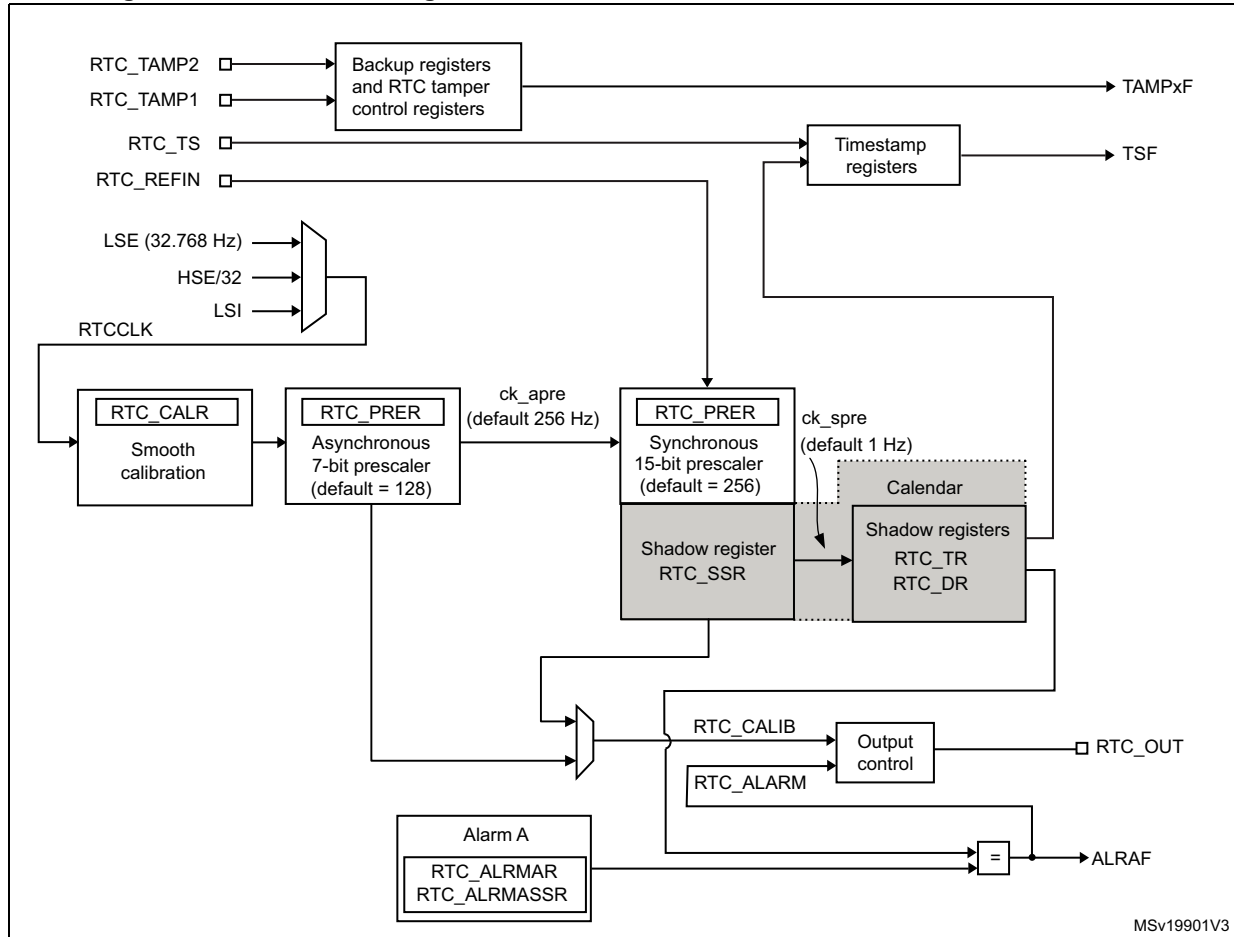 RTC_TAMP2
RTC_TAMP1
RTC_TS
RTC_REFIN
Backup registers
and RTC tamper
control registers
TAMPxF
Timestamp
registers
TSF
LSE (32.768 Hz)
HSE/32
LSI
RTCCLK
RTC_CALR
Smooth
calibration
RTC_PRER
Asynchronous
7-bit prescaler
(default = 128)
ck_apre
(default 256 Hz)
RTC_PRER
Synchronous
15-bit prescaler
(default = 256)
ck_spre
(default 1 Hz)
Calendar
Shadow register
RTC_SSR
Shadow registers
RTC_TR
RTC_DR
RTC_CALIB
RTC_ALARM
Output
control
RTC_OUT
Alarm A
RTC_ALRMAR
RTC_ALRMASSR
=
ALRAF
MSv19901V3